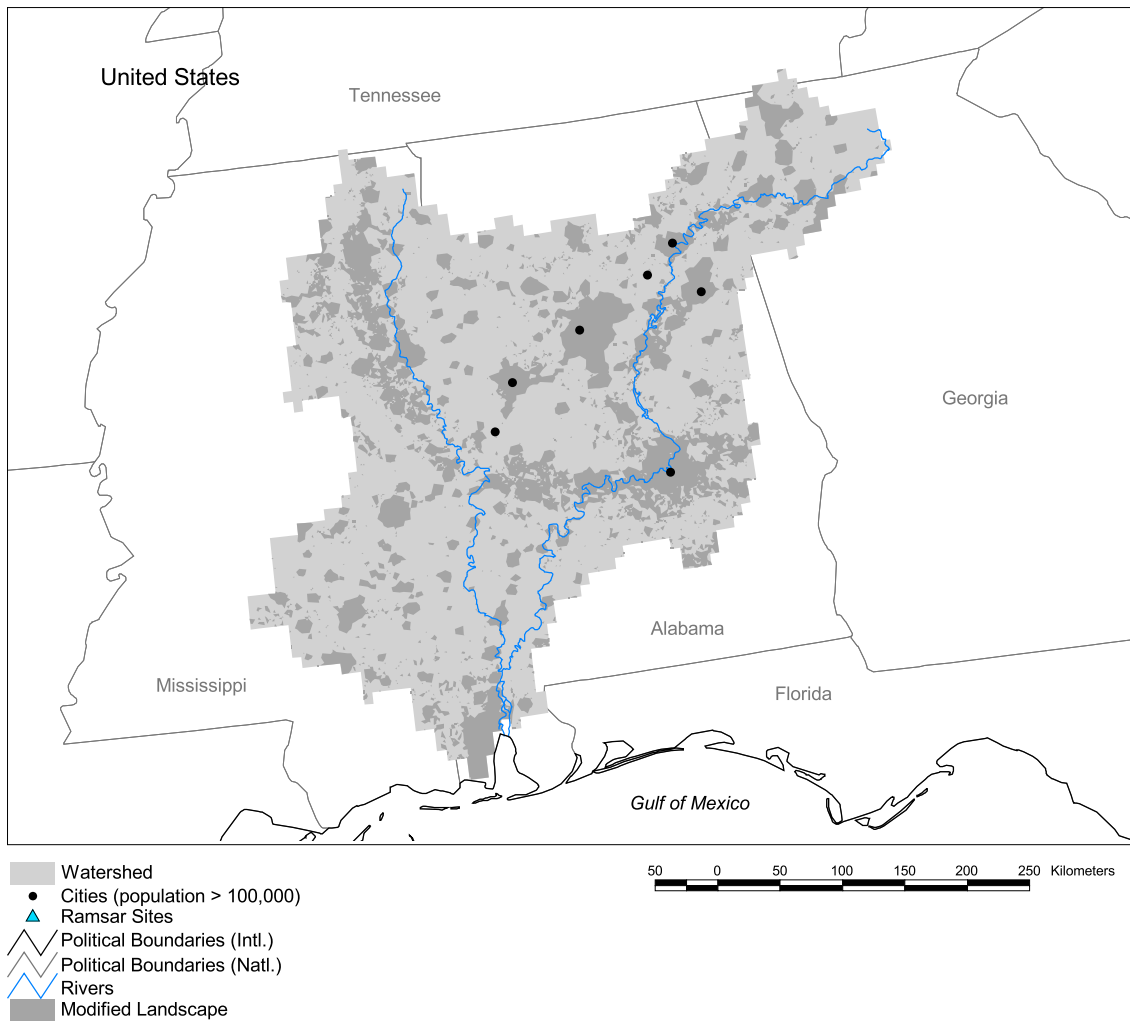 United States
Tennessee
Georgia
Alabama
Mississippi
Florida
Gulf of Mexico
Watershed
Cities (population > 100,000)
Ramsar Sites
Political Boundaries (Intl.)
Political Boundaries (Natl.)
Rivers
Modified Landscape
50 0 50 100 150 200 250 Kilometers